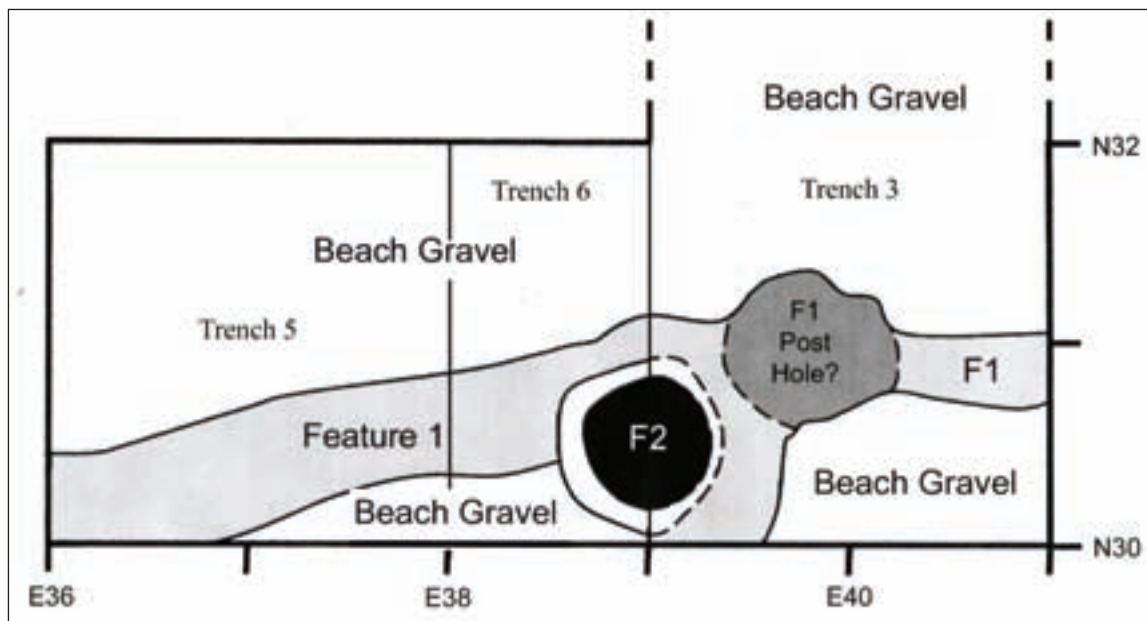 Beach Gravel
N32
Trench 6
Trench 3
Beach Gravel
Trench 5
F1
Post
Hole?
F1
Feature 1
F2
Beach Gravel
Beach Gravel
N30
E36
E38
E40